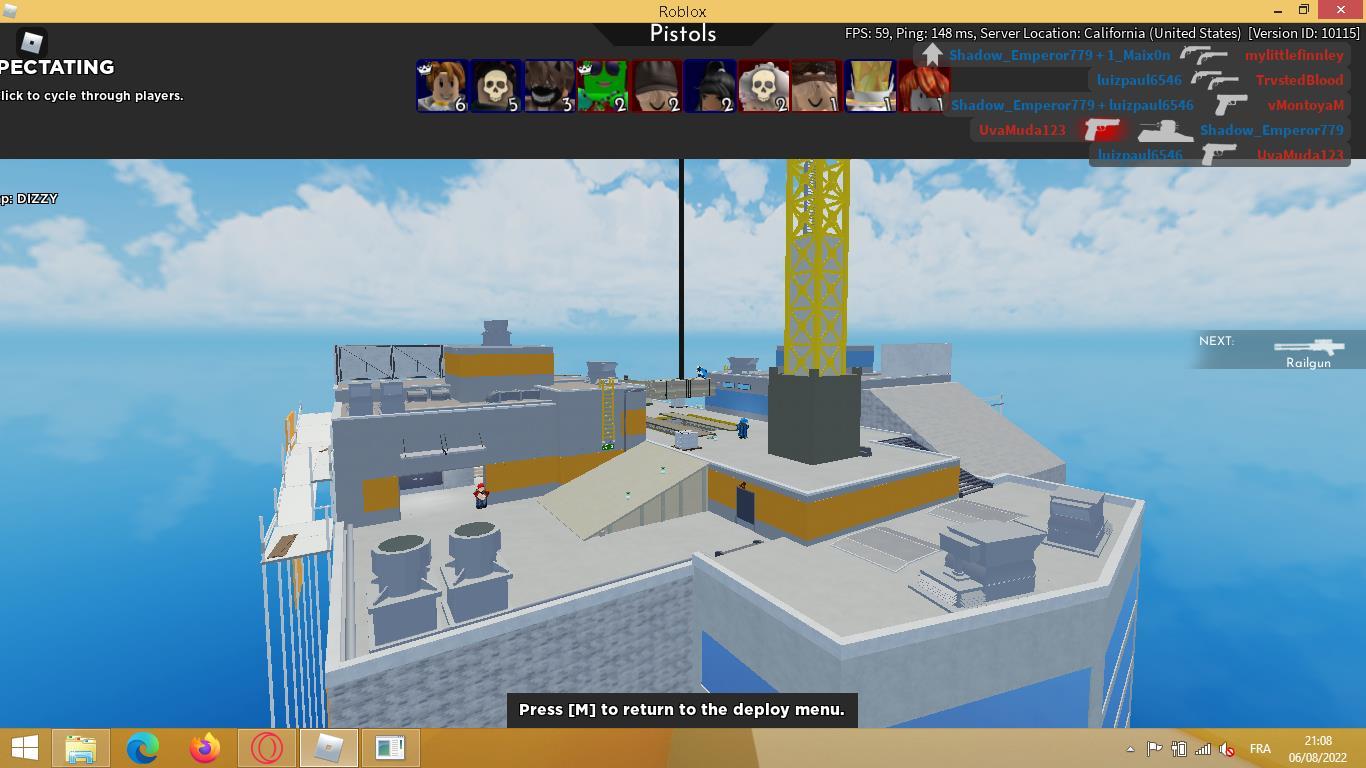 Roblox
PECTATING
lick to cycle through players.
Pistols
6 5 3 2 2 2 2 1 1 1
FPS: 59, Ping: 148 ms, Server Location: California (United States) [Version ID: 10115]
Shadow_Emperor779 + 1_Maix0n mylittlefinnley
luizpaul6546 TrvstedBlood
Shadow_Emperor779 + luizpaul6546 vMontoyaM
UvaMuda123 Shadow_Emperor779
luizpaul6546 UvaMuda123
p: DIZZY
NEXT:
Railgun
Press [M] to return to the deploy menu.
FRA
21:08
06/08/2022